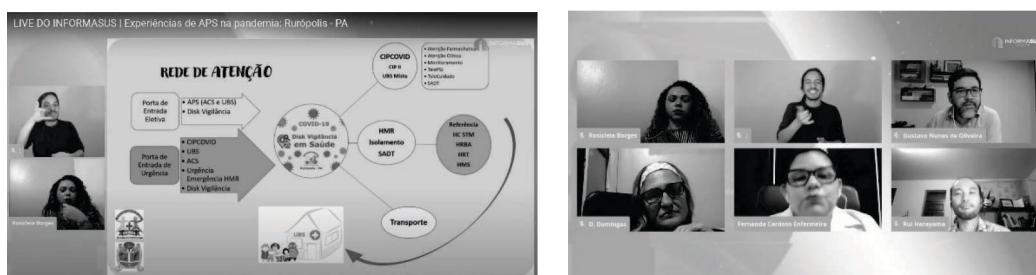 LIVE DO INFORMASUS | Experiências de APS na pandemia: Rurópolis - PA
INFORMASUS
REDE DE ATENÇÃO
Porta de
Entrada
Eletiva
• APS (ACS e UBS)
• Disk Vigilância
Porta de
Entrada de
Urgência
• CIPCOVID
• UBS
• ACS
• Urgência
Emergência HMR
• Disk Vigilância
COVID-19
Disk Vigilância
em Saúde
CIPCOVID
CIP II
UBS Mista
• Atenção Farmacêutica
• Atenção Clínica
• Monitoramento
• TelePSI
• TeleCuidado
• SADT
HMR
Isolamento
SADT
Referência
HC STM
HRBA
HRT
HMS
Transporte
UBS
Rosicleia Borges
INFORMASUS
Rosicleia Borges
Gustavo Nunes de Oliveira
D. Domingas
Fernanda Cardoso Enfermeira
Rui Harayama